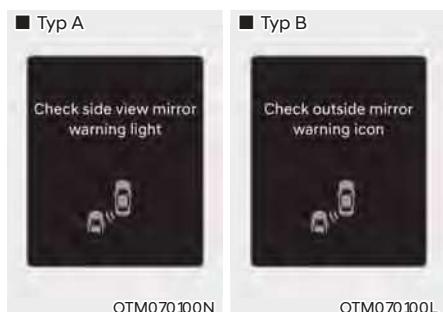 ■ Typ A
Check side view mirror
warning light
OTM070100N
■ Typ B
Check outside mirror
warning icon
OTM070100L